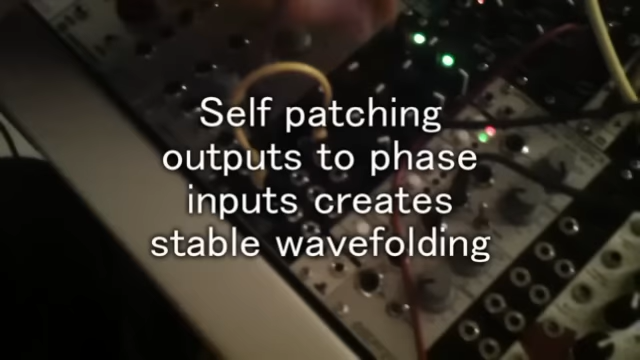 Self patching
outputs to phase
inputs creates
stable wavefolding